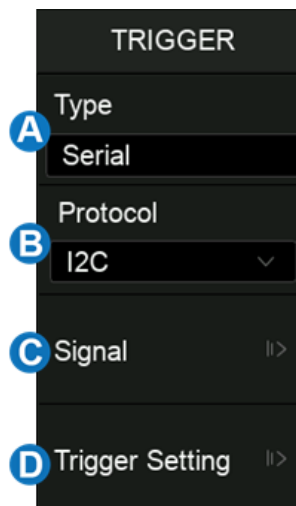 TRIGGER
Type
A
Serial
Protocol
B
I2C
C Signal
D Trigger Setting